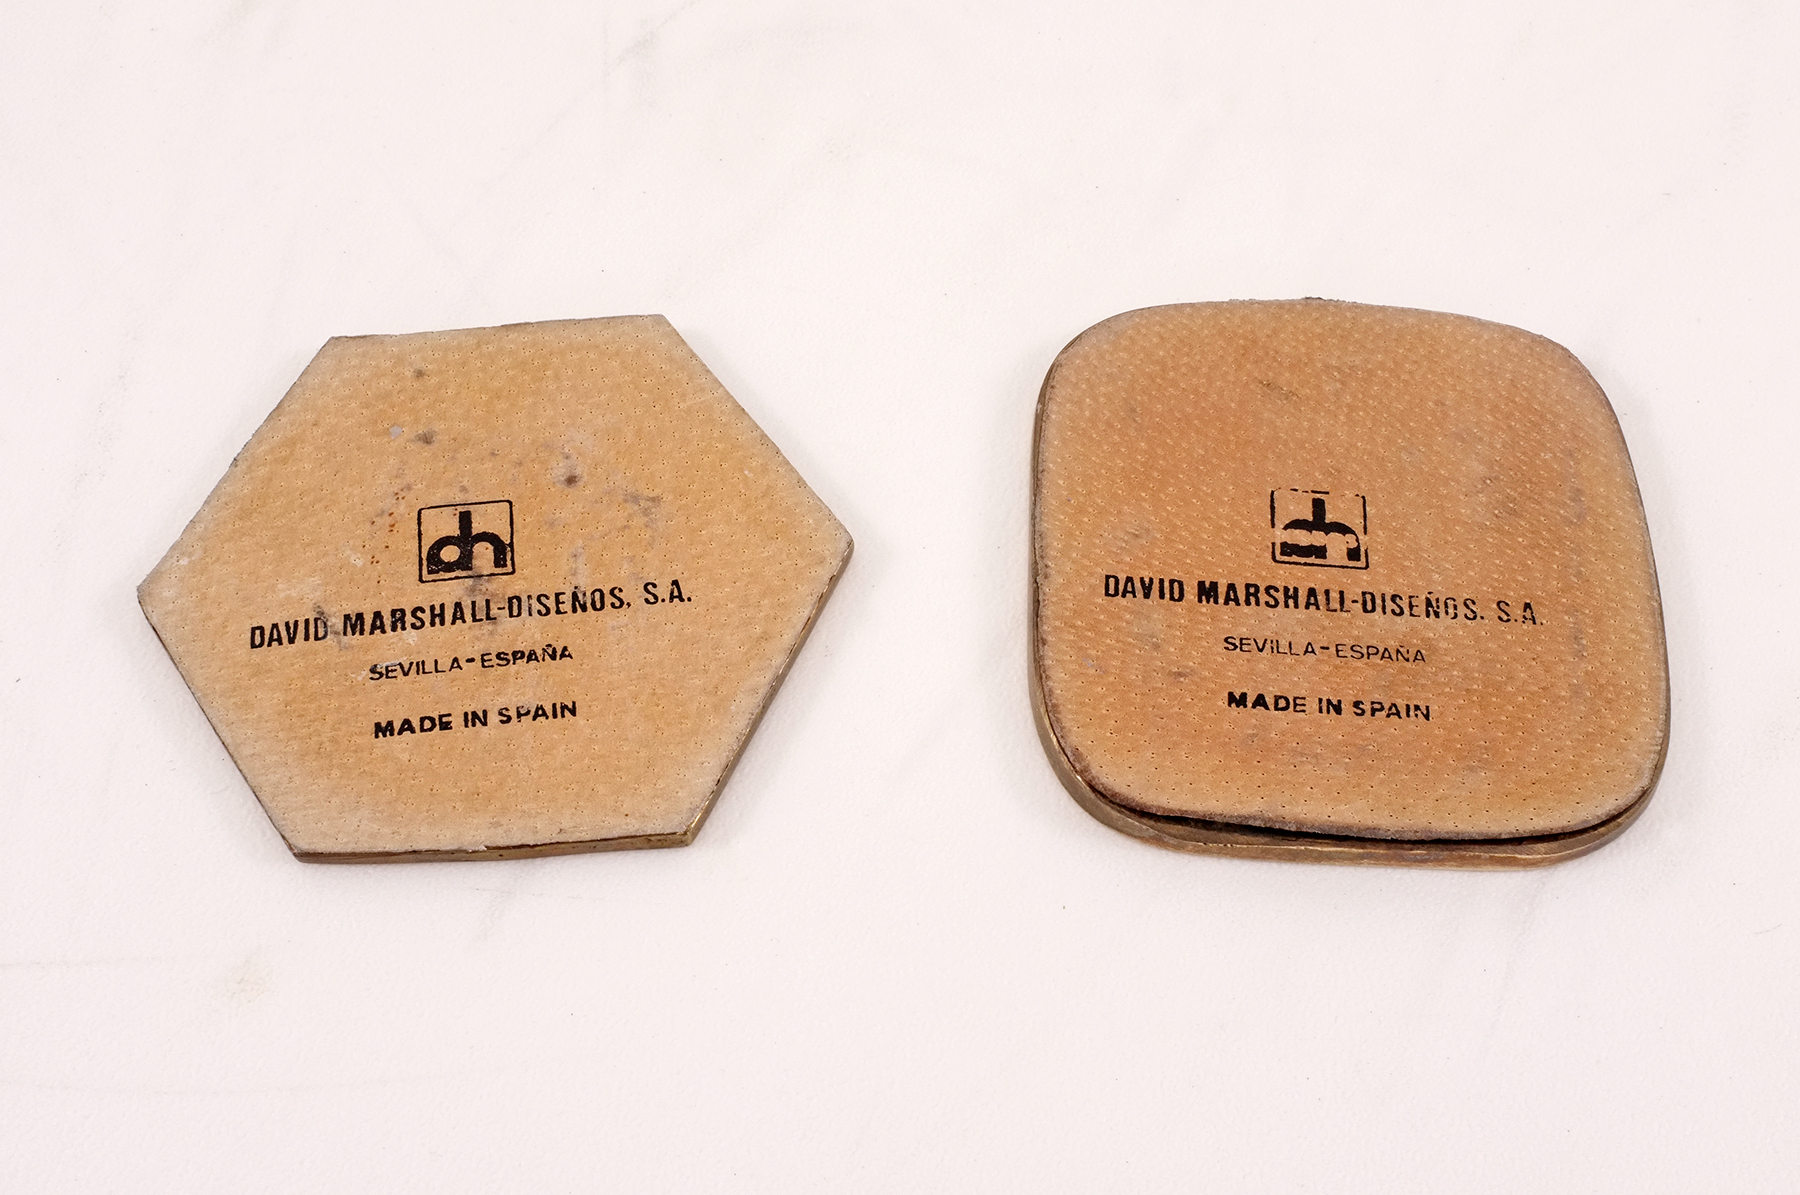 dh
DAVID MARSHALL-DISEÑOS, S.A.
SEVILLA-ESPAÑA
MADE IN SPAIN
DAVID MARSHALL-DISEÑOS. S.A.
SEVILLA-ESPAÑA
MADE IN SPAIN